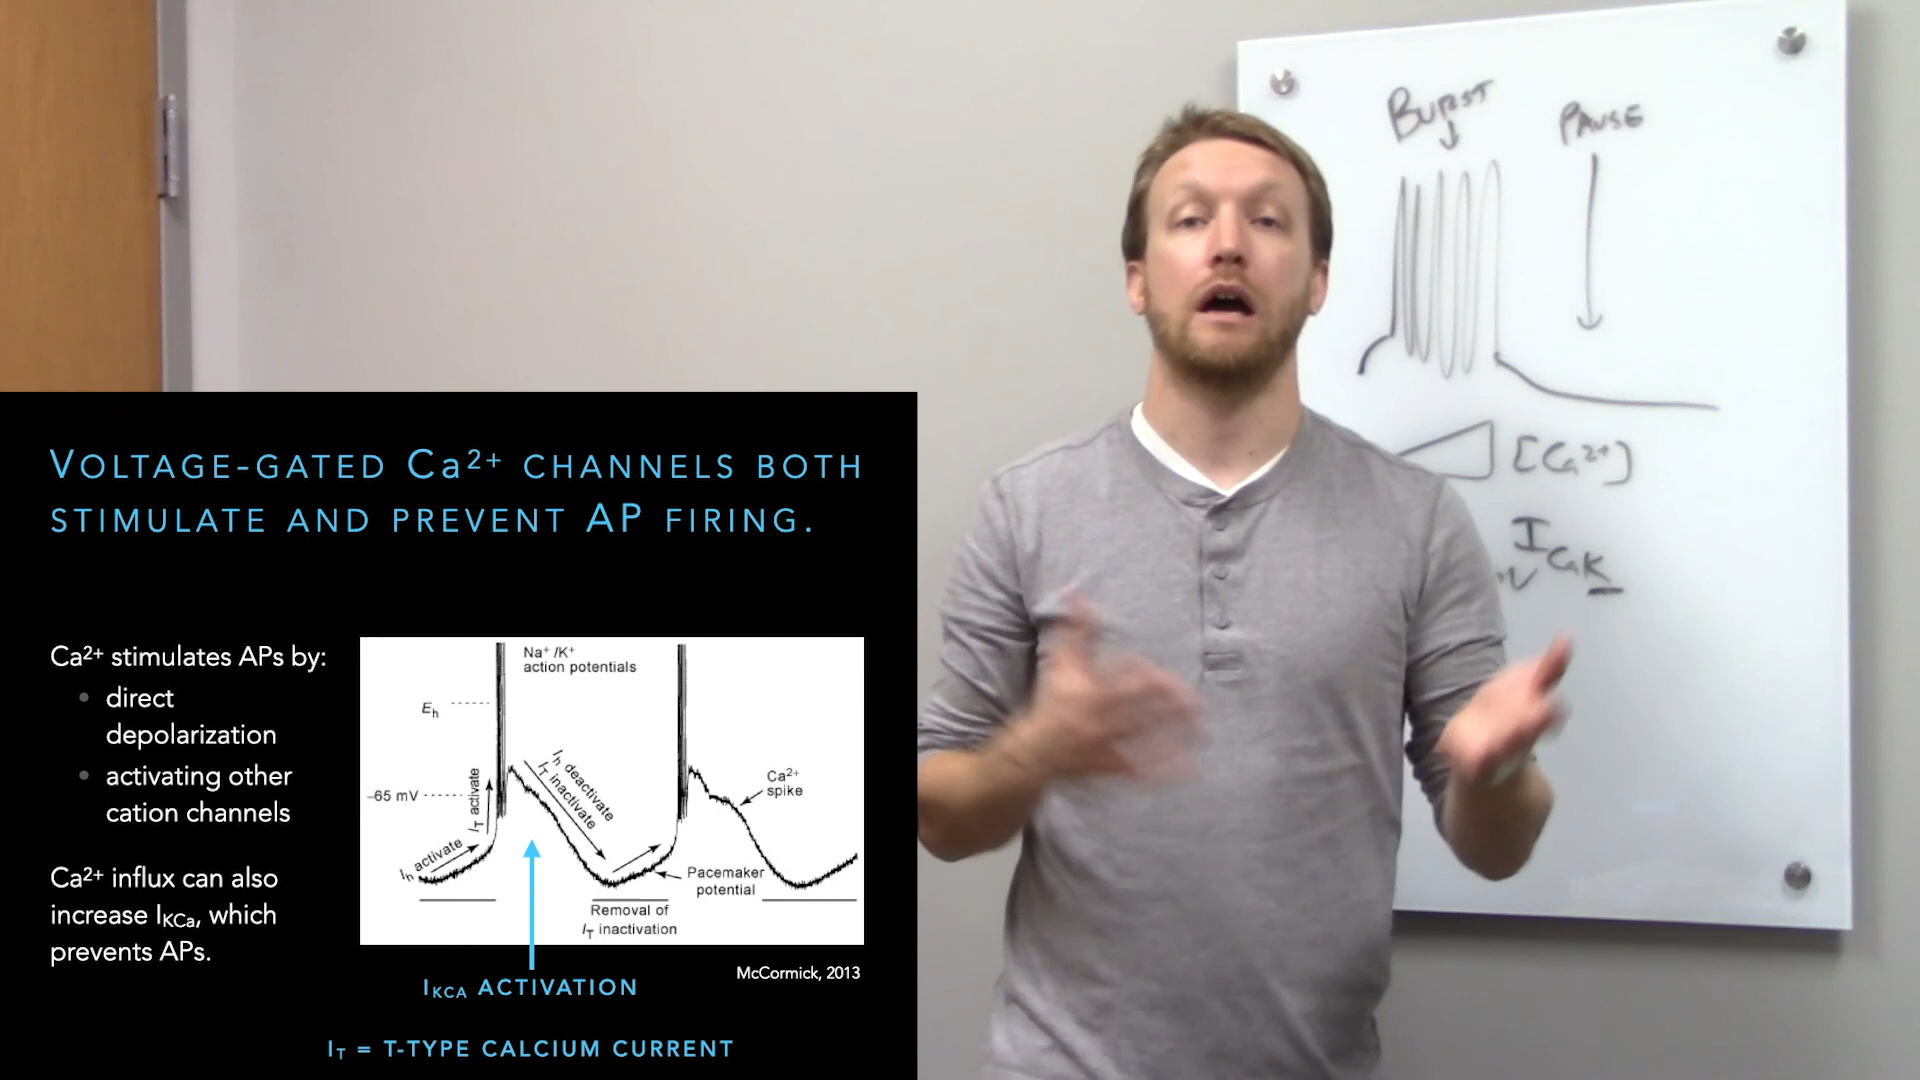 BURST
PAUSE
[Ca²⁺]
I CaK
VOLTAGE-GATED Ca²⁺ CHANNELS BOTH
STIMULATE AND PREVENT AP FIRING.
Ca²⁺ stimulates APs by:
• direct
depolarization
• activating other
cation channels
Ca²⁺ influx can also
increase IKCa, which
prevents APs.
Na⁺ /K⁺
action potentials
Eh
–65 mV
Ih activate
IT activate
Ih deactivate
IT inactivate
Ca²⁺
spike
Pacemaker
potential
Removal of
IT inactivation
McCormick, 2013
IKCA ACTIVATION
IT = T-TYPE CALCIUM CURRENT